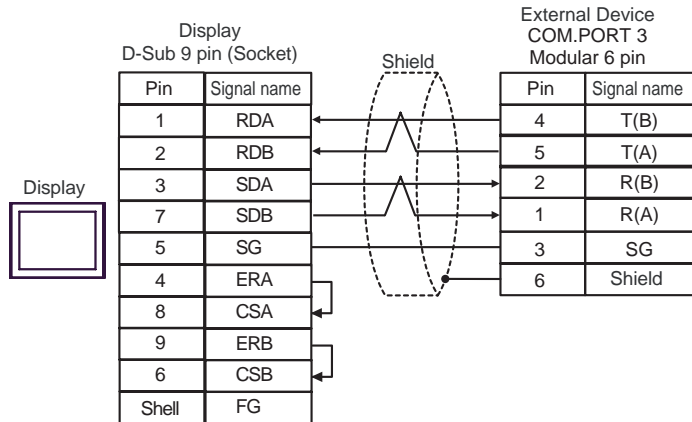 Display
D-Sub 9 pin (Socket)
Shield
External Device
COM.PORT 3
Modular 6 pin
Pin Signal name Pin Signal name
1 RDA 4 T(B)
2 RDB 5 T(A)
3 SDA 2 R(B)
7 SDB 1 R(A)
5 SG 3 SG
4 ERA 6 Shield
8 CSA
9 ERB
6 CSB
Shell FG
Display